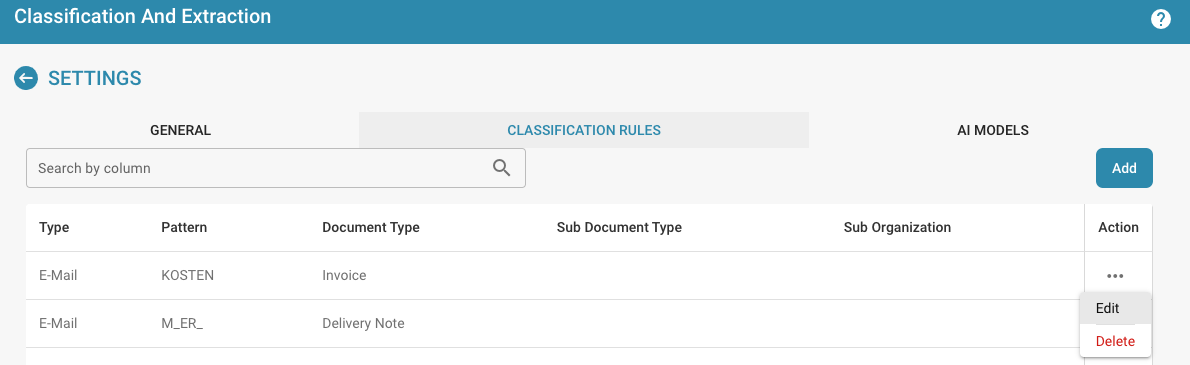 Classification And Extraction
?
SETTINGS
GENERAL CLASSIFICATION RULES AI MODELS
Search by column Add
Type Pattern Document Type Sub Document Type Sub Organization Action
E-Mail KOSTEN Invoice ...
Edit
E-Mail M_ER_ Delivery Note
Delete